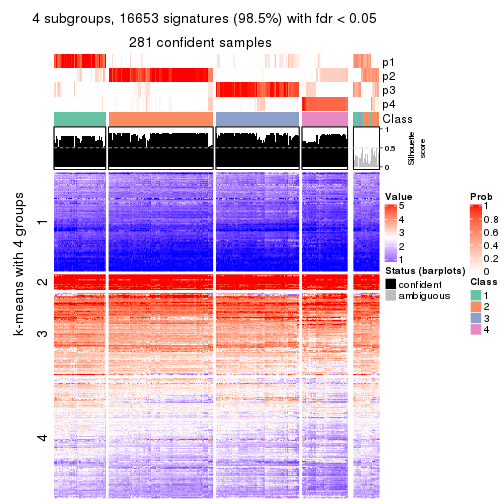 4 subgroups, 16653 signatures (98.5%) with fdr < 0.05
281 confident samples
p1
p2
p3
p4
Class
1
0.5
0
Silhouette
score
k-means with 4 groups
1
2
3
4
Value
5
4
3
2
1
Status (barplots)
confident
ambiguous
Prob
1
0.8
0.6
0.4
0.2
0
Class
1
2
3
4